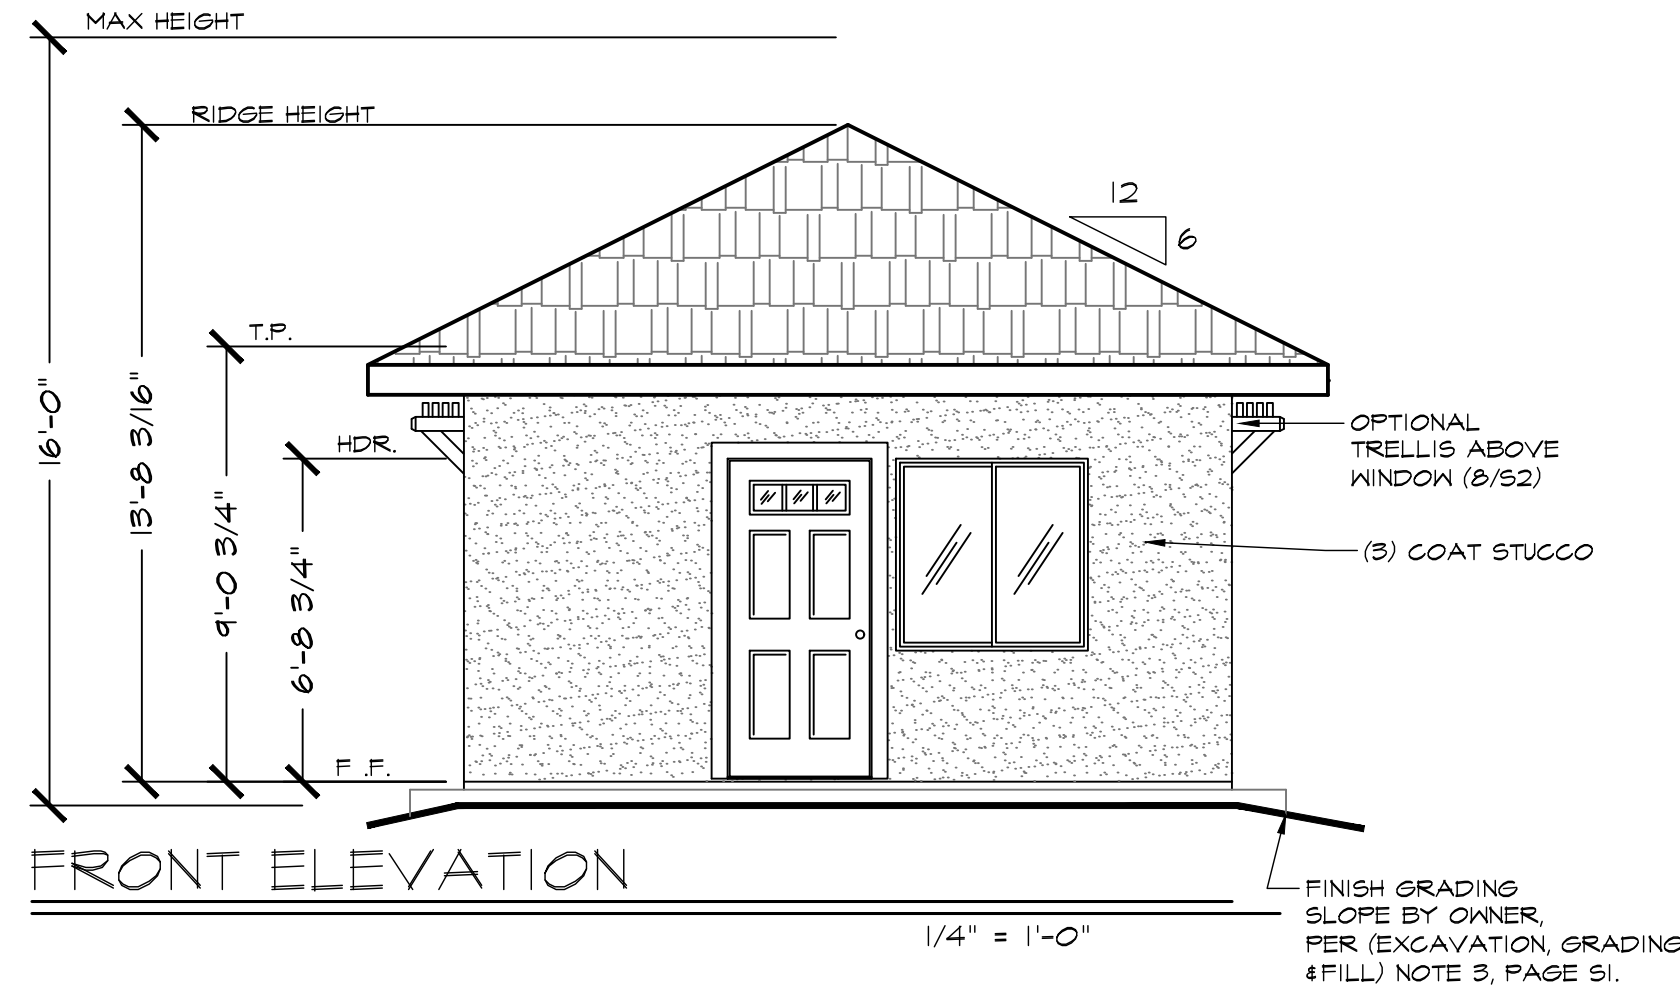 MAX HEIGHT
RIDGE HEIGHT
12
6
T.P.
16'-0"
13'-8 3/16"
9'-0 3/4"
6'-8 3/4"
HDR.
OPTIONAL
TRELLIS ABOVE
WINDOW (8/S2)
(3) COAT STUCCO
F .F.
FRONT ELEVATION
1/4" = 1'-0"
FINISH GRADING
SLOPE BY OWNER,
PER (EXCAVATION, GRADING
&FILL) NOTE 3, PAGE S1.